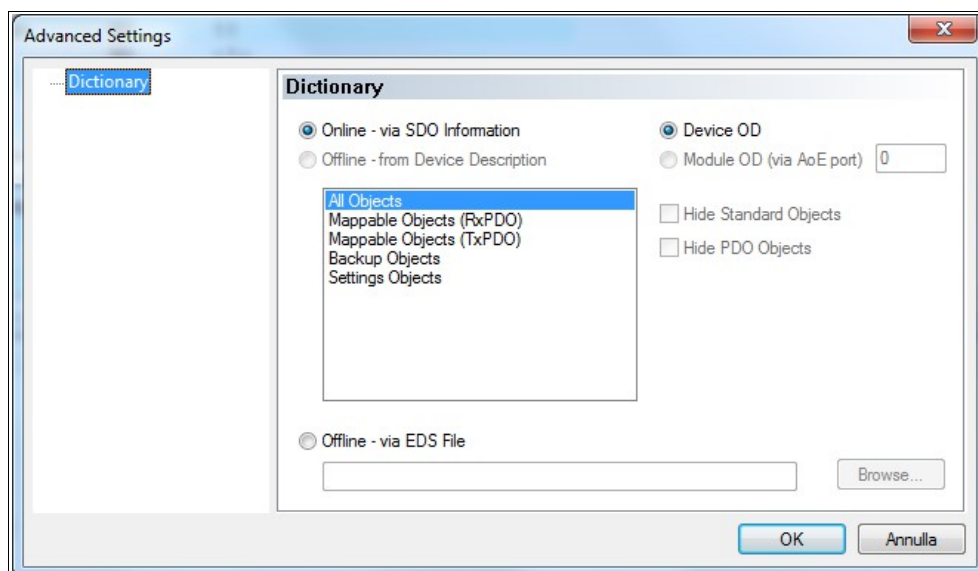 Advanced Settings
Dictionary
Dictionary
Online - via SDO Information
Device OD
Offline - from Device Description
Module OD (via AoE port)
0
All Objects
Mappable Objects (RxPDO)
Mappable Objects (TxPDO)
Backup Objects
Settings Objects
Hide Standard Objects
Hide PDO Objects
Offline - via EDS File
Browse...
OK
Annulla